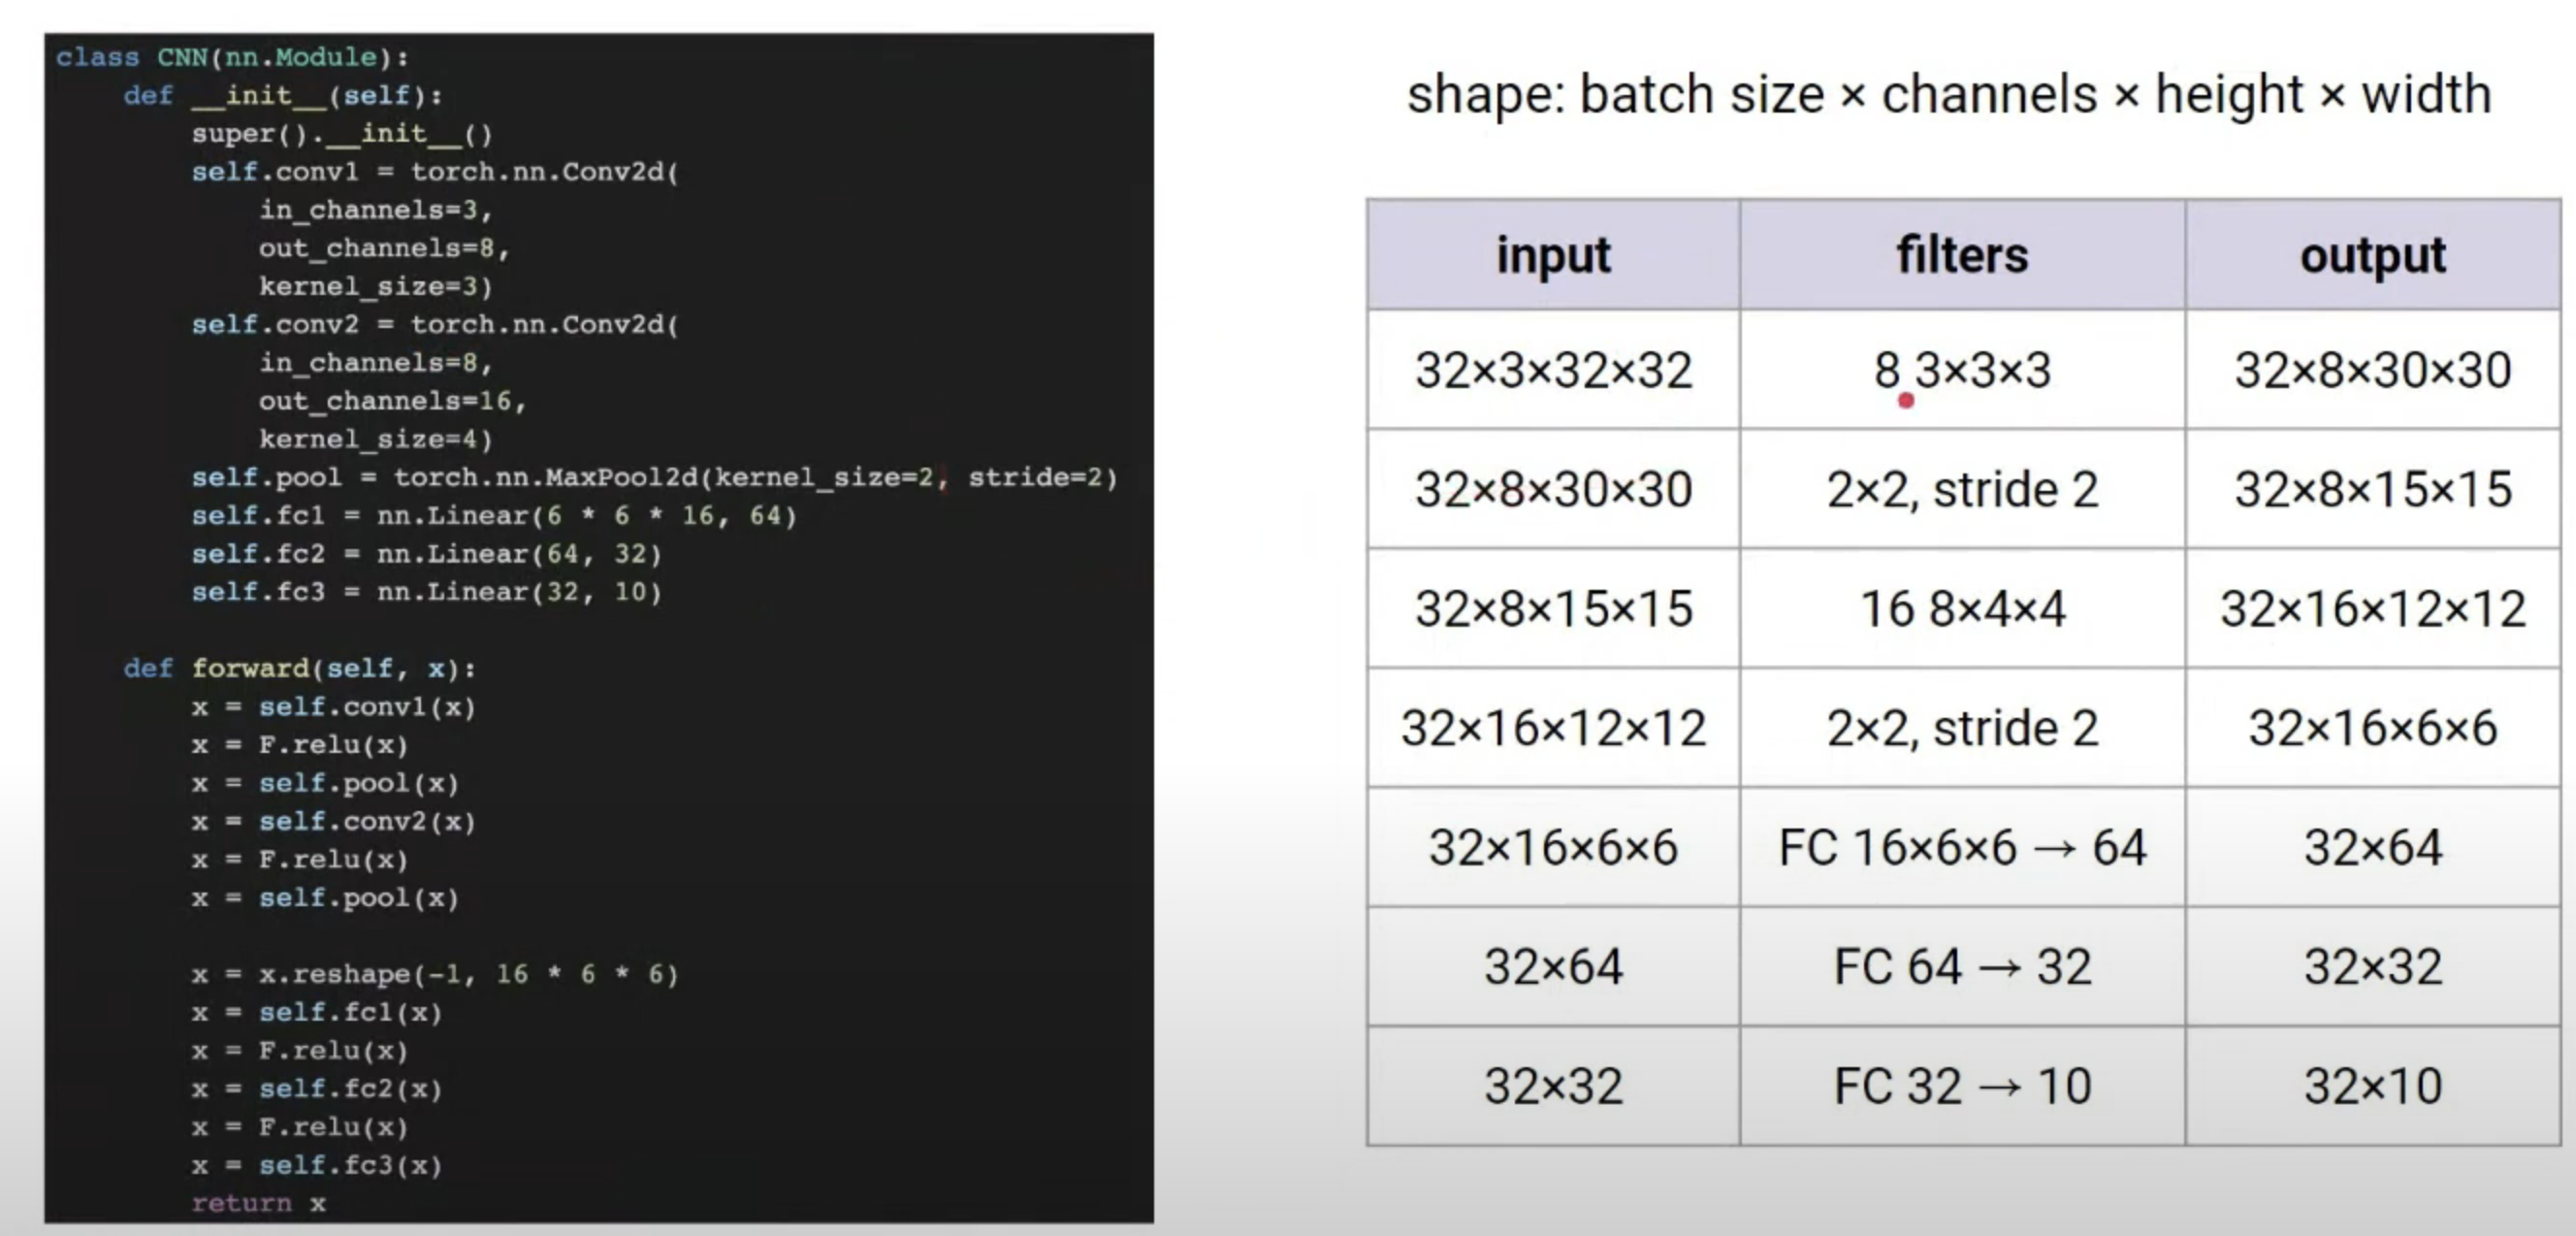 class CNN(nn.Module):
    def __init__(self):
        super().__init__()
        self.conv1 = torch.nn.Conv2d(
            in_channels=3,
            out_channels=8,
            kernel_size=3)
        self.conv2 = torch.nn.Conv2d(
            in_channels=8,
            out_channels=16,
            kernel_size=4)
        self.pool = torch.nn.MaxPool2d(kernel_size=2, stride=2)
        self.fc1 = nn.Linear(6 * 6 * 16, 64)
        self.fc2 = nn.Linear(64, 32)
        self.fc3 = nn.Linear(32, 10)
    def forward(self, x):
        x = self.conv1(x)
        x = F.relu(x)
        x = self.pool(x)
        x = self.conv2(x)
        x = F.relu(x)
        x = self.pool(x)
        x = x.reshape(-1, 16 * 6 * 6)
        x = self.fc1(x)
        x = F.relu(x)
        x = self.fc2(x)
        x = F.relu(x)
        x = self.fc3(x)
        return x
shape: batch size × channels × height × width
input filters output
32×3×32×32 8 3×3×3 32×8×30×30
32×8×30×30 2×2, stride 2 32×8×15×15
32×8×15×15 16 8×4×4 32×16×12×12
32×16×12×12 2×2, stride 2 32×16×6×6
32×16×6×6 FC 16×6×6 → 64 32×64
32×64 FC 64 → 32 32×32
32×32 FC 32 → 10 32×10